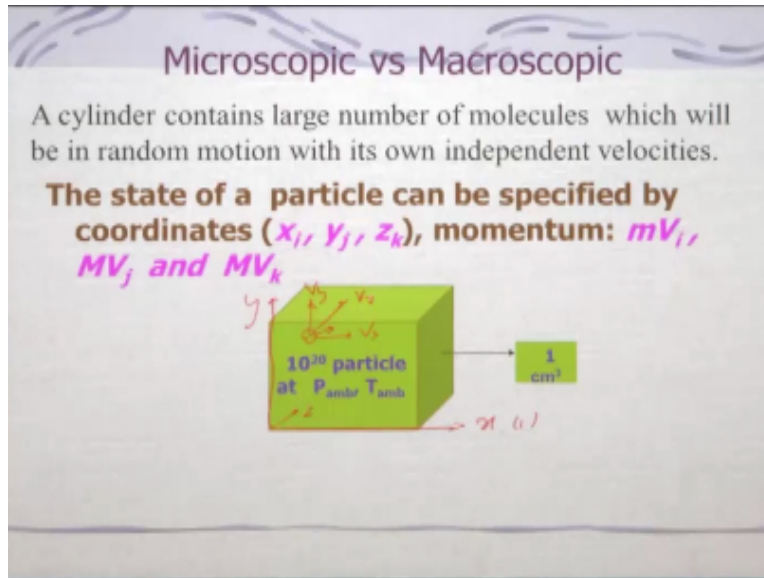 Microscopic vs Macroscopic
A cylinder contains large number of molecules which will
be in random motion with its own independent velocities.
The state of a particle can be specified by
coordinates (xᵢ, yⱼ, zₖ), momentum: mVᵢ,
MVⱼ and MVₖ
y
10²⁰ particle
at P_amb, T_amb
1
cm³
z
x (i)